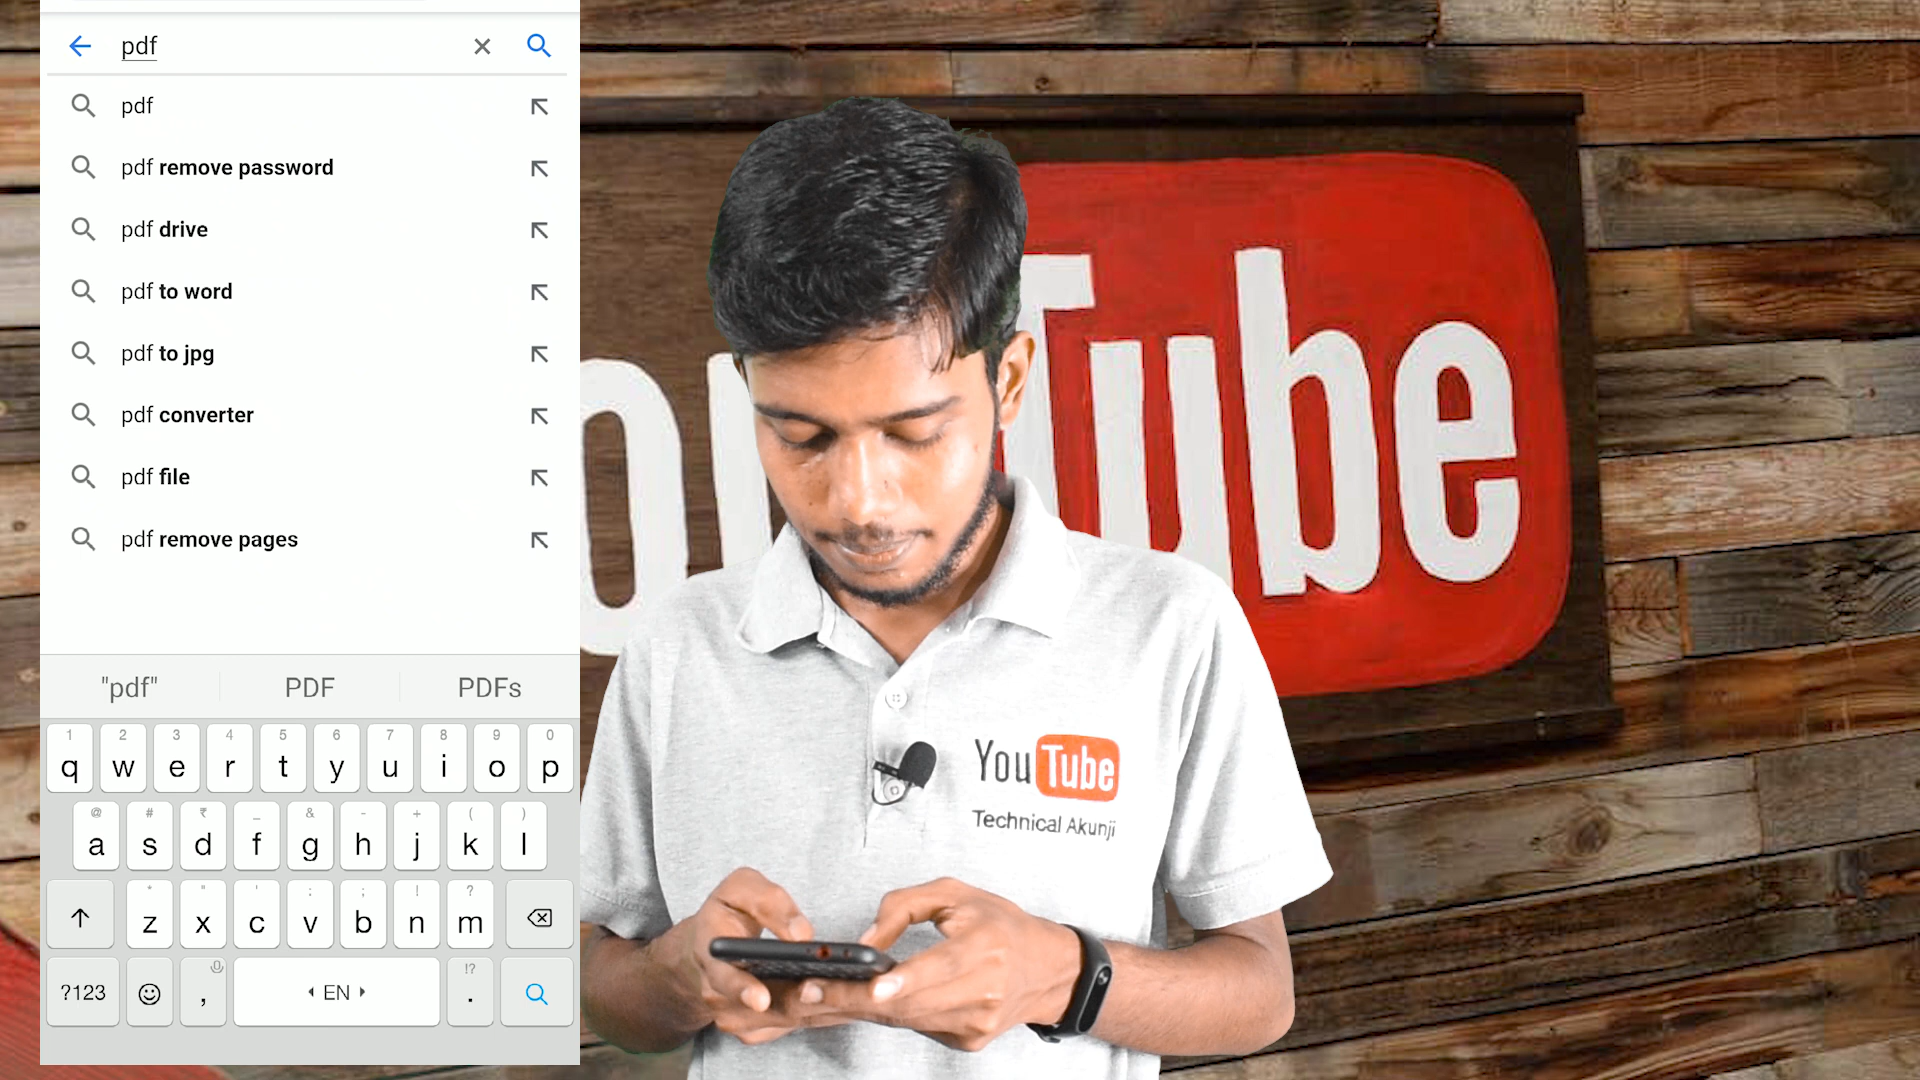 pdf
pdf
pdf remove password
pdf drive
pdf to word
pdf to jpg
pdf converter
pdf file
pdf remove pages
"pdf" PDF PDFs
1 2 3 4 5 6 7 8 9 0
q w e r t y u i o p
@ # ₹ _ & - + ( )
a s d f g h j k l
* " ' : ; ! ?
z x c v b n m
!?
?123 , EN .
ouTube
YouTube
Technical Akunji